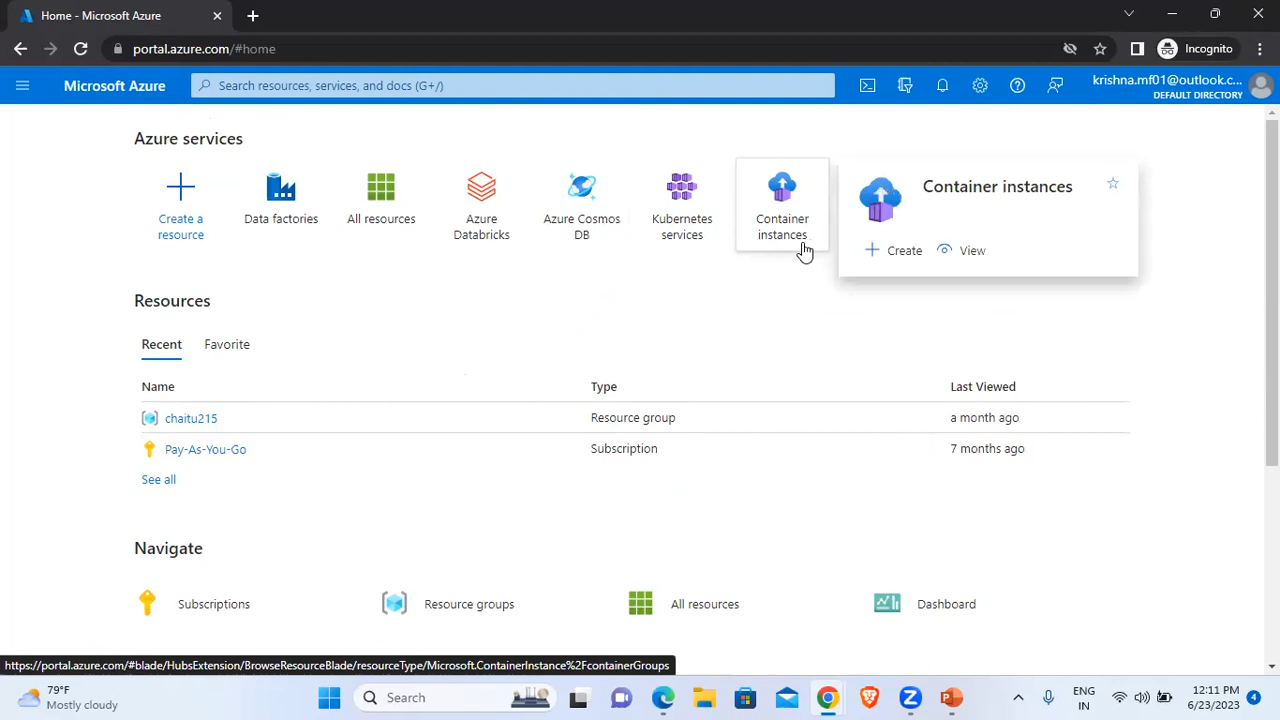 Home - Microsoft Azure
portal.azure.com/#home
Incognito
Microsoft Azure
Search resources, services, and docs (G+/)
krishna.mf01@outlook.c...
DEFAULT DIRECTORY
Azure services
Create a resource
Data factories
All resources
Azure Databricks
Azure Cosmos DB
Kubernetes services
Container instances
Container instances
Create
View
Resources
Recent
Favorite
Name
Type
Last Viewed
chaitu215
Resource group
a month ago
Pay-As-You-Go
Subscription
7 months ago
See all
Navigate
Subscriptions
Resource groups
All resources
Dashboard
https://portal.azure.com/#blade/HubsExtension/BrowseResourceBlade/resourceType/Microsoft.ContainerInstance%2FcontainerGroups
79°F
Mostly cloudy
Search
ENG
IN
12:11 PM
6/23/2023
4